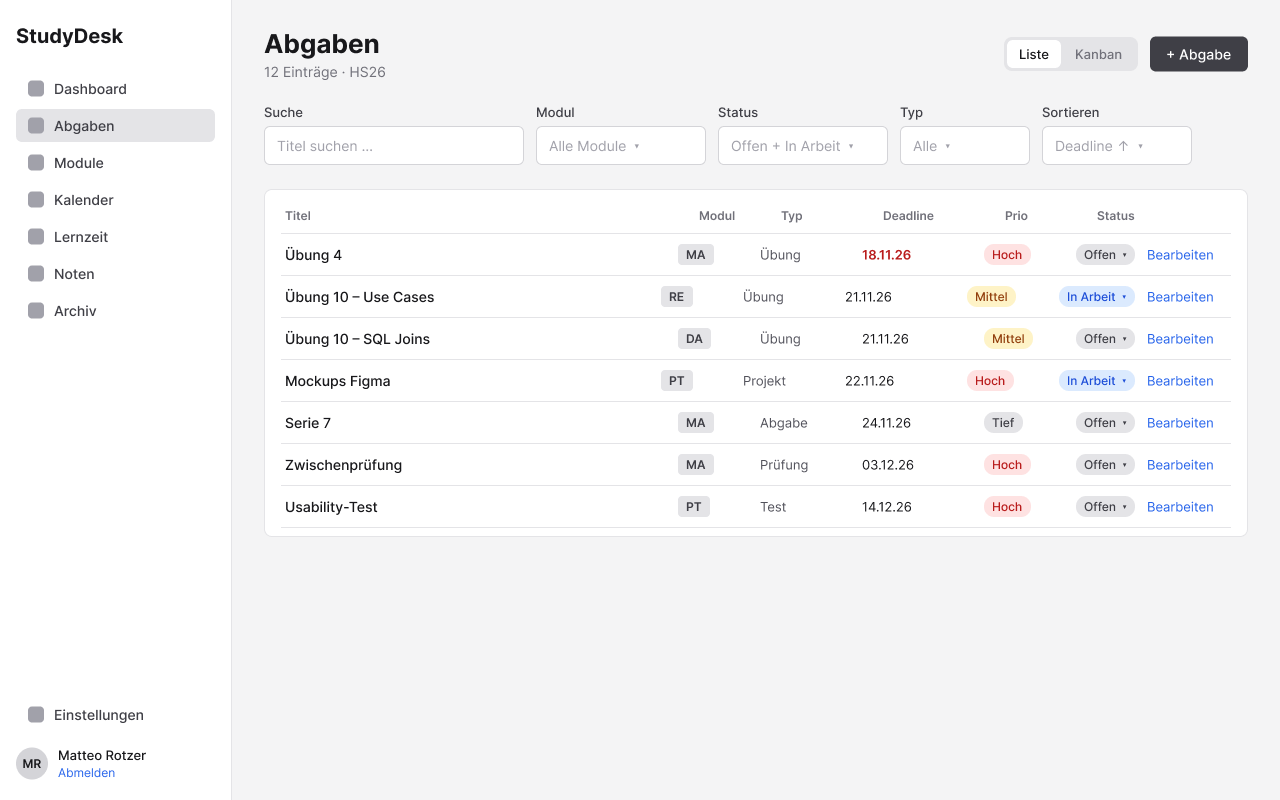 StudyDesk
Dashboard
Abgaben
Module
Kalender
Lernzeit
Noten
Archiv
Einstellungen
MR
Matteo Rotzer
Abmelden
Abgaben
12 Einträge · HS26
Liste Kanban
+ Abgabe
Suche Modul Status Typ Sortieren
Titel suchen ... Alle Module ▾ Offen + In Arbeit ▾ Alle ▾ Deadline ↑ ▾
Titel Modul Typ Deadline Prio Status
Übung 4 MA Übung 18.11.26 Hoch Offen ▾ Bearbeiten
Übung 10 – Use Cases RE Übung 21.11.26 Mittel In Arbeit ▾ Bearbeiten
Übung 10 – SQL Joins DA Übung 21.11.26 Mittel Offen ▾ Bearbeiten
Mockups Figma PT Projekt 22.11.26 Hoch In Arbeit ▾ Bearbeiten
Serie 7 MA Abgabe 24.11.26 Tief Offen ▾ Bearbeiten
Zwischenprüfung MA Prüfung 03.12.26 Hoch Offen ▾ Bearbeiten
Usability-Test PT Test 14.12.26 Hoch Offen ▾ Bearbeiten